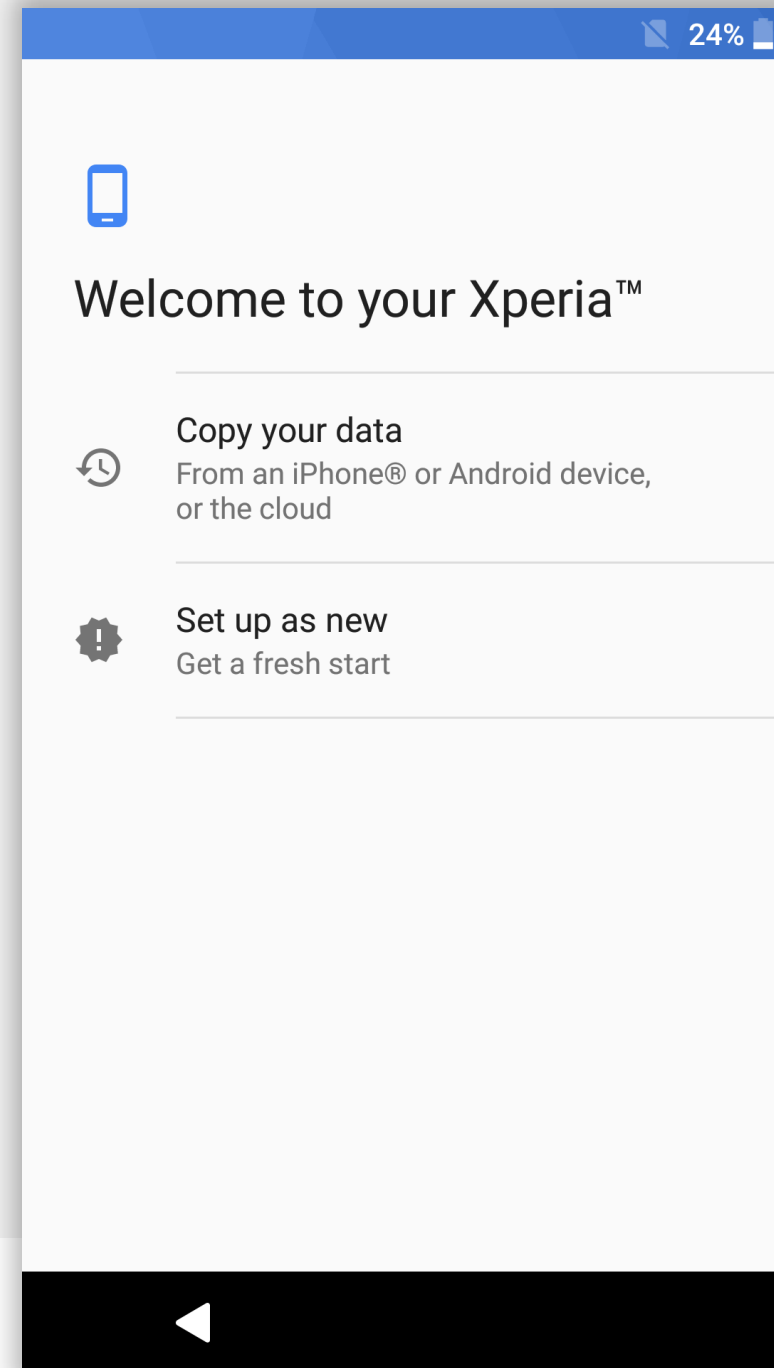 24%
Welcome to your Xperia™
Copy your data
From an iPhone® or Android device,
or the cloud
Set up as new
Get a fresh start